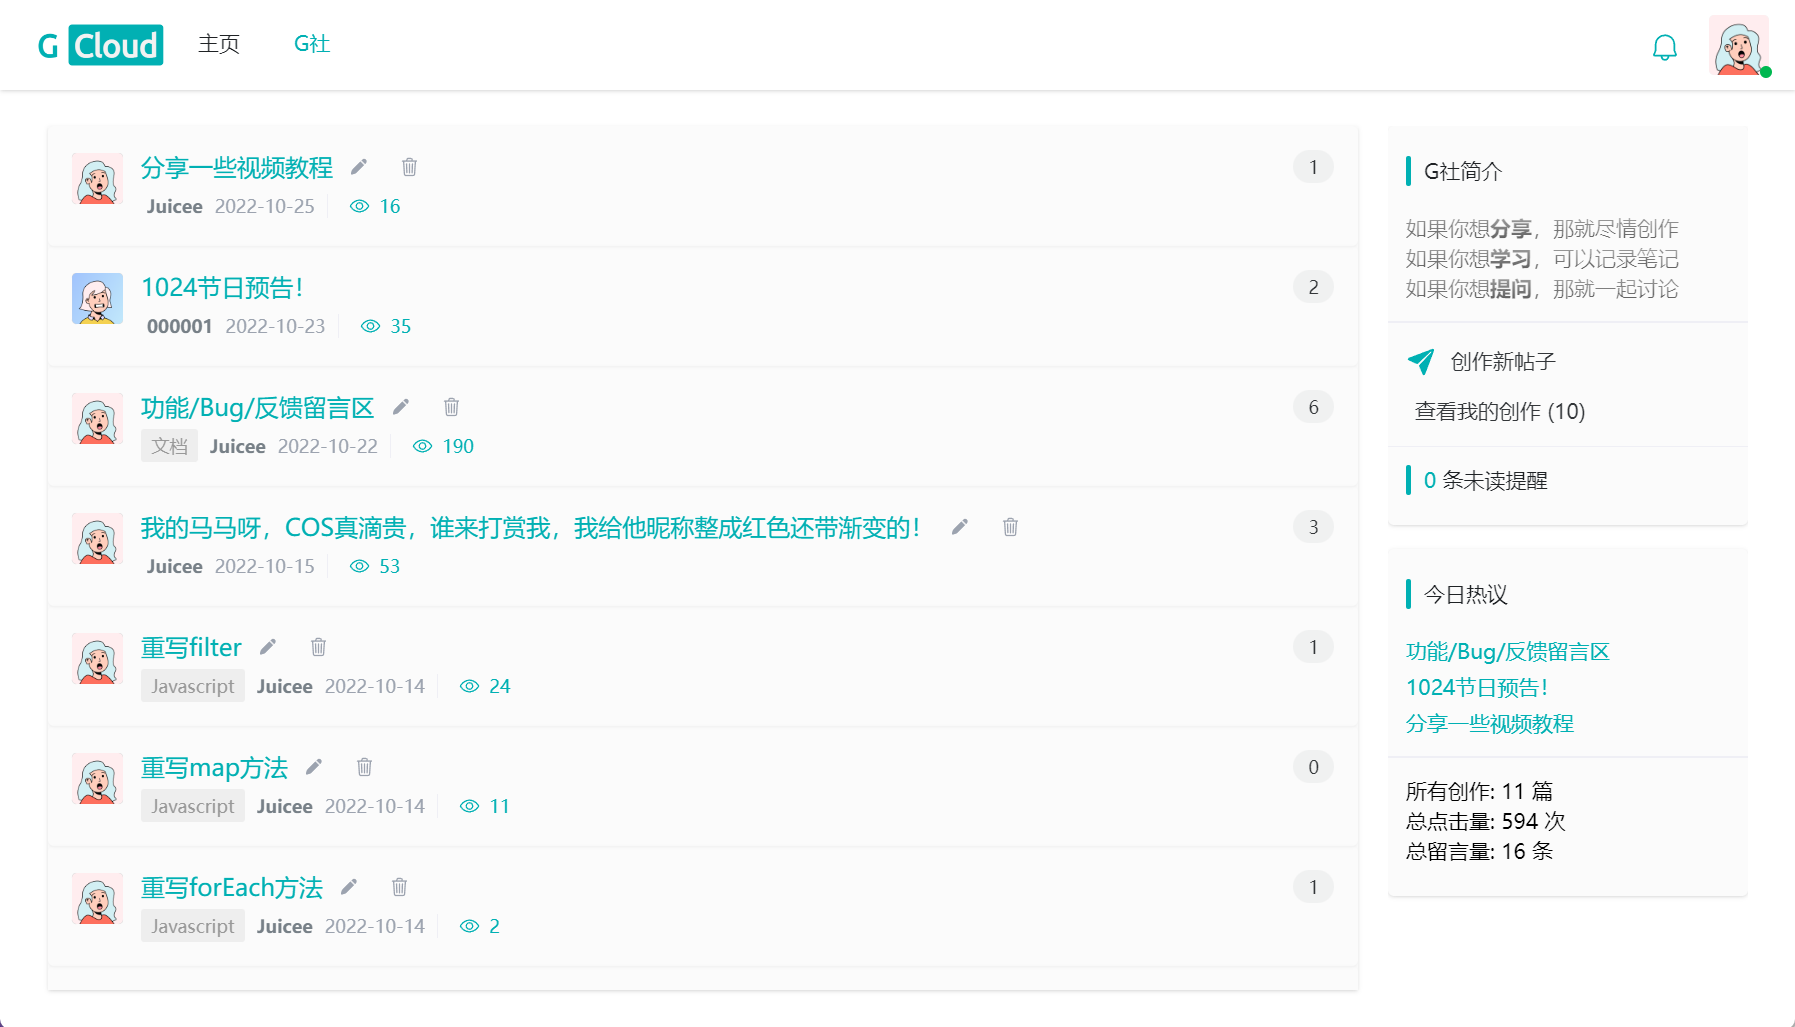 G Cloud 主页 G社
分享一些视频教程 1
Juicee 2022-10-25 16
1024节日预告！ 2
000001 2022-10-23 35
功能/Bug/反馈留言区 6
文档 Juicee 2022-10-22 190
我的马马呀，COS真滴贵，谁来打赏我，我给他昵称整成红色还带渐变的！ 3
Juicee 2022-10-15 53
重写filter 1
Javascript Juicee 2022-10-14 24
重写map方法 0
Javascript Juicee 2022-10-14 11
重写forEach方法 1
Javascript Juicee 2022-10-14 2
G社简介
如果你想分享，那就尽情创作
如果你想学习，可以记录笔记
如果你想提问，那就一起讨论
创作新帖子
查看我的创作 (10)
0 条未读提醒
今日热议
功能/Bug/反馈留言区
1024节日预告！
分享一些视频教程
所有创作: 11 篇
总点击量: 594 次
总留言量: 16 条